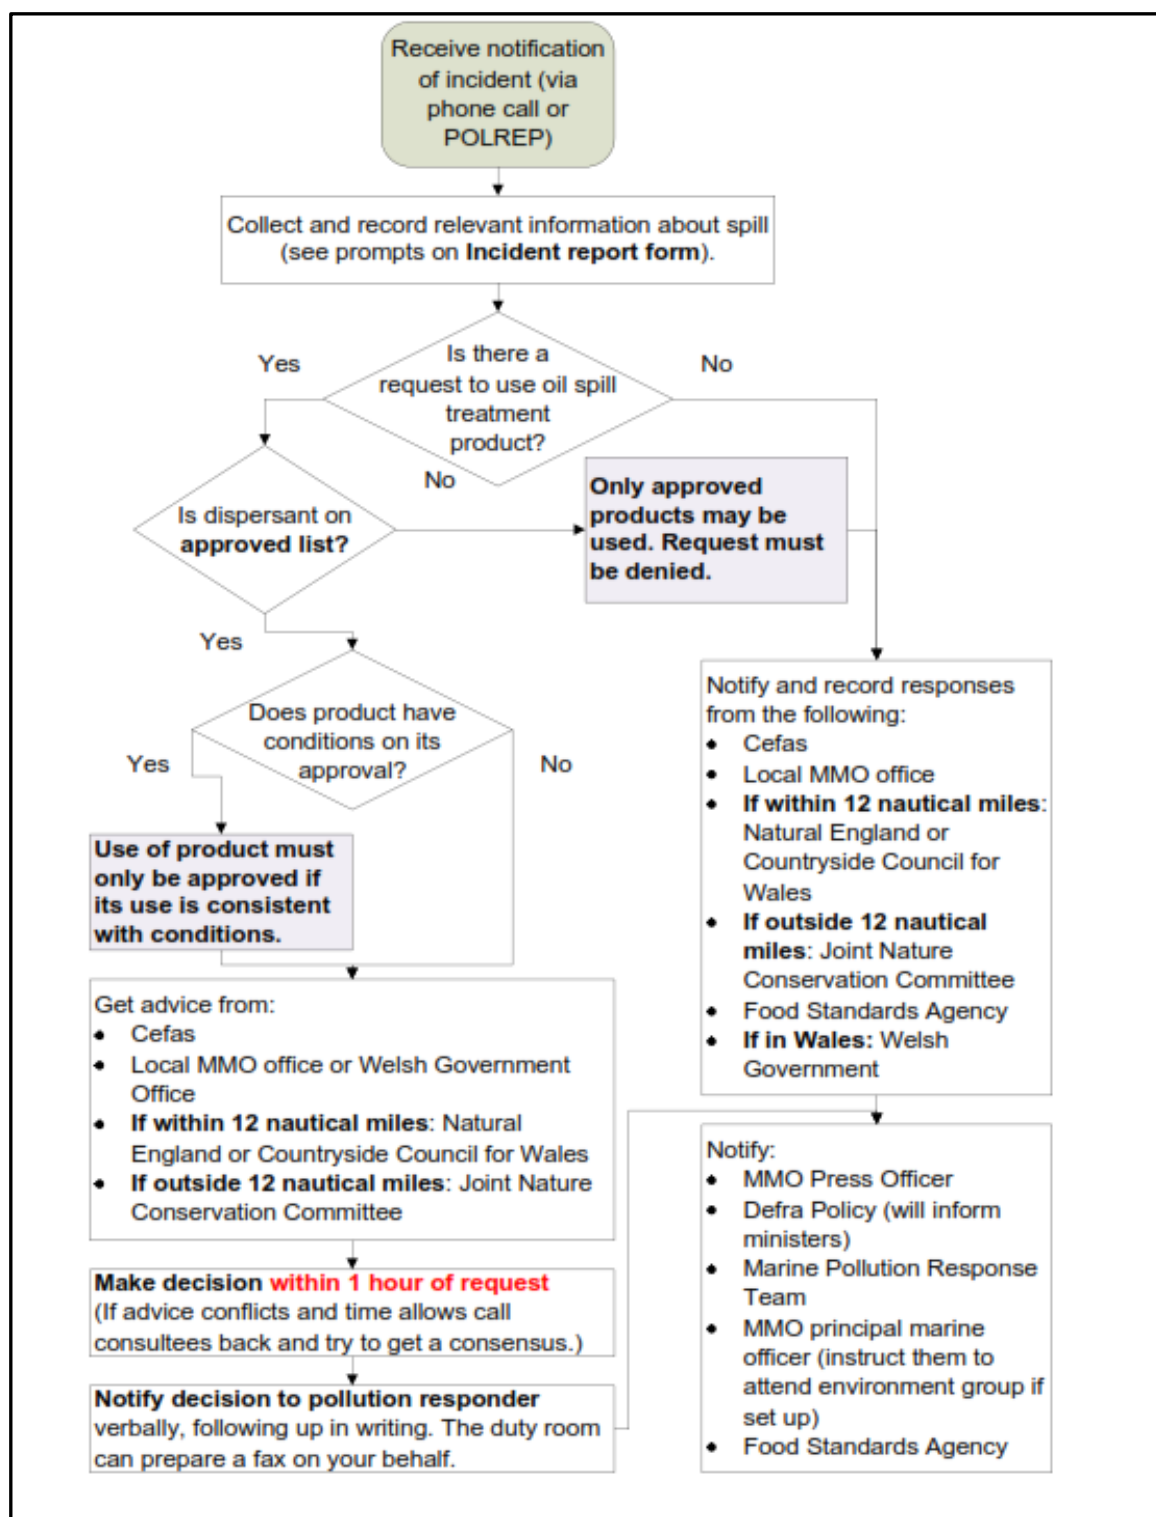 Receive notification
of incident (via
phone call or
POLREP)
Collect and record relevant information about spill
(see prompts on Incident report form).
Is there a
request to use oil spill
treatment
product?
Yes
No
Is dispersant on
approved list?
No
Only approved
products may be
used. Request must
be denied.
Yes
Does product have
conditions on its
approval?
Yes
No
Use of product must
only be approved if
its use is consistent
with conditions.
Get advice from:
• Cefas
• Local MMO office or Welsh Government
Office
• If within 12 nautical miles: Natural
England or Countryside Council for Wales
• If outside 12 nautical miles: Joint Nature
Conservation Committee
Make decision within 1 hour of request
(If advice conflicts and time allows call
consultees back and try to get a consensus.)
Notify decision to pollution responder
verbally, following up in writing. The duty room
can prepare a fax on your behalf.
Notify and record responses
from the following:
• Cefas
• Local MMO office
• If within 12 nautical miles:
Natural England or
Countryside Council for
Wales
• If outside 12 nautical
miles: Joint Nature
Conservation Committee
• Food Standards Agency
• If in Wales: Welsh
Government
Notify:
• MMO Press Officer
• Defra Policy (will inform
ministers)
• Marine Pollution Response
Team
• MMO principal marine
officer (instruct them to
attend environment group if
set up)
• Food Standards Agency